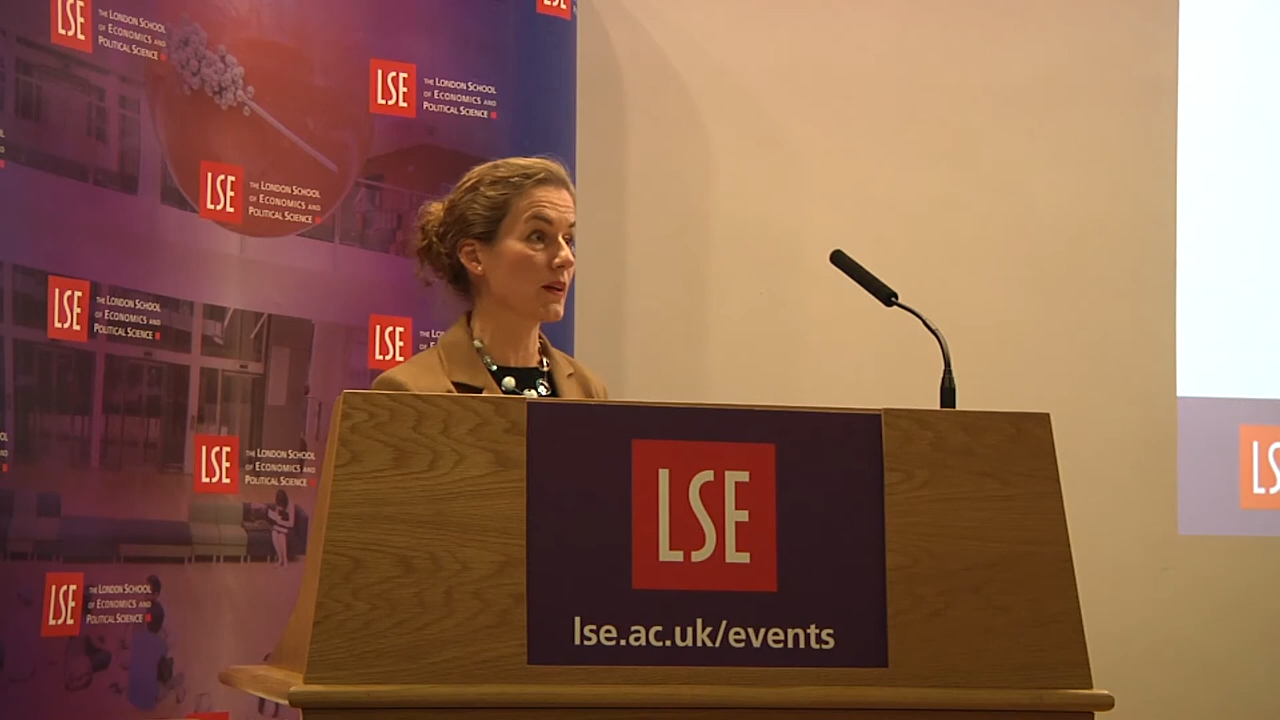 LSE
THE LONDON SCHOOL
OF ECONOMICS AND
POLITICAL SCIENCE
LSE
LSE
THE LONDON SCHOOL
OF ECONOMICS AND
POLITICAL SCIENCE
LSE
THE LONDON SCHOOL
OF ECONOMICS AND
POLITICAL SCIENCE
LSE
THE LONDON SCHOOL
OF ECONOMICS AND
POLITICAL SCIENCE
LSE
LSE
THE LONDON SCHOOL
OF ECONOMICS AND
POLITICAL SCIENCE
LSE
THE LONDON SCHOOL
OF ECONOMICS AND
POLITICAL SCIENCE
LSE
lse.ac.uk/events